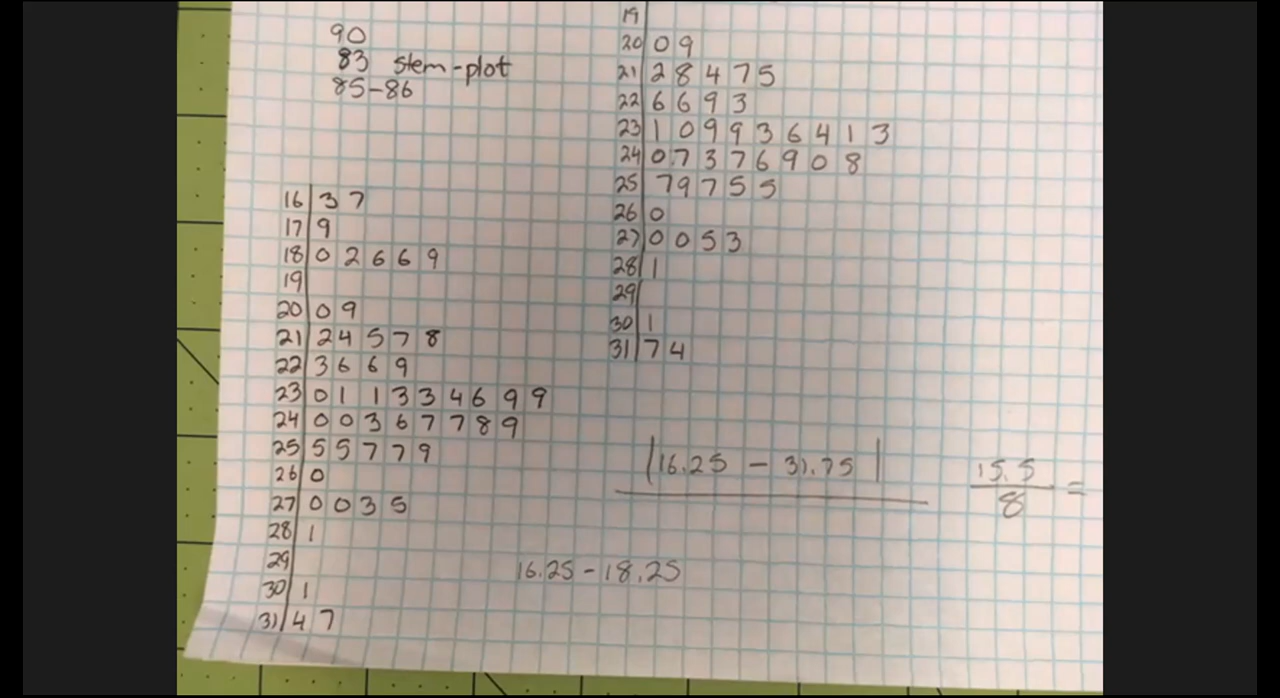 90
83 stem-plot
85-86
16 | 3 7
17 | 9
18 | 0 2 6 6 9
19 |
20 | 0 9
21 | 2 4 5 7 8
22 | 3 6 6 9
23 | 0 1 1 3 3 4 6 9 9
24 | 0 0 3 6 7 7 8 9
25 | 5 5 7 7 9
26 | 0
27 | 0 0 3 5
28 | 1
29 |
30 | 1
31 | 4 7
19 |
20 | 0 9
21 | 2 8 4 7 5
22 | 6 6 9 3
23 | 1 0 9 9 3 6 4 1 3
24 | 0 7 3 7 6 9 0 8
25 | 7 9 7 5 5
26 | 0
27 | 0 0 5 3
28 | 1
29 |
30 | 1
31 | 7 4
|16.25 - 31.75|
15.5
8 =
16.25 - 18.25